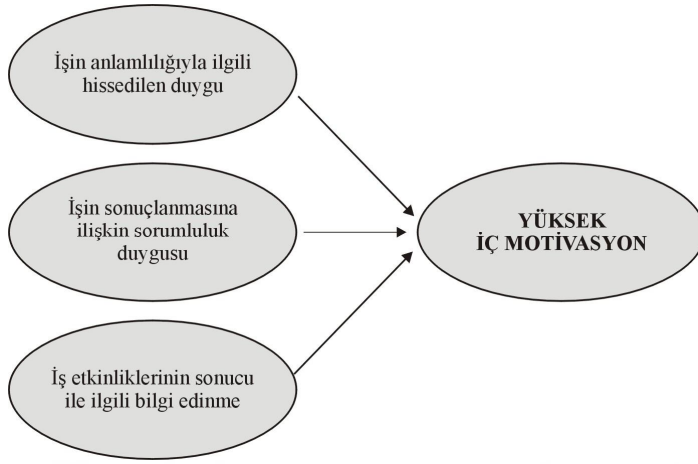 İşin anlamlılığıyla ilgili
hissedilen duygu
İşin sonuçlanmasına
ilişkin sorumluluk
duygusu
İş etkinliklerinin sonucu
ile ilgili bilgi edinme
YÜKSEK
İÇ MOTİVASYON